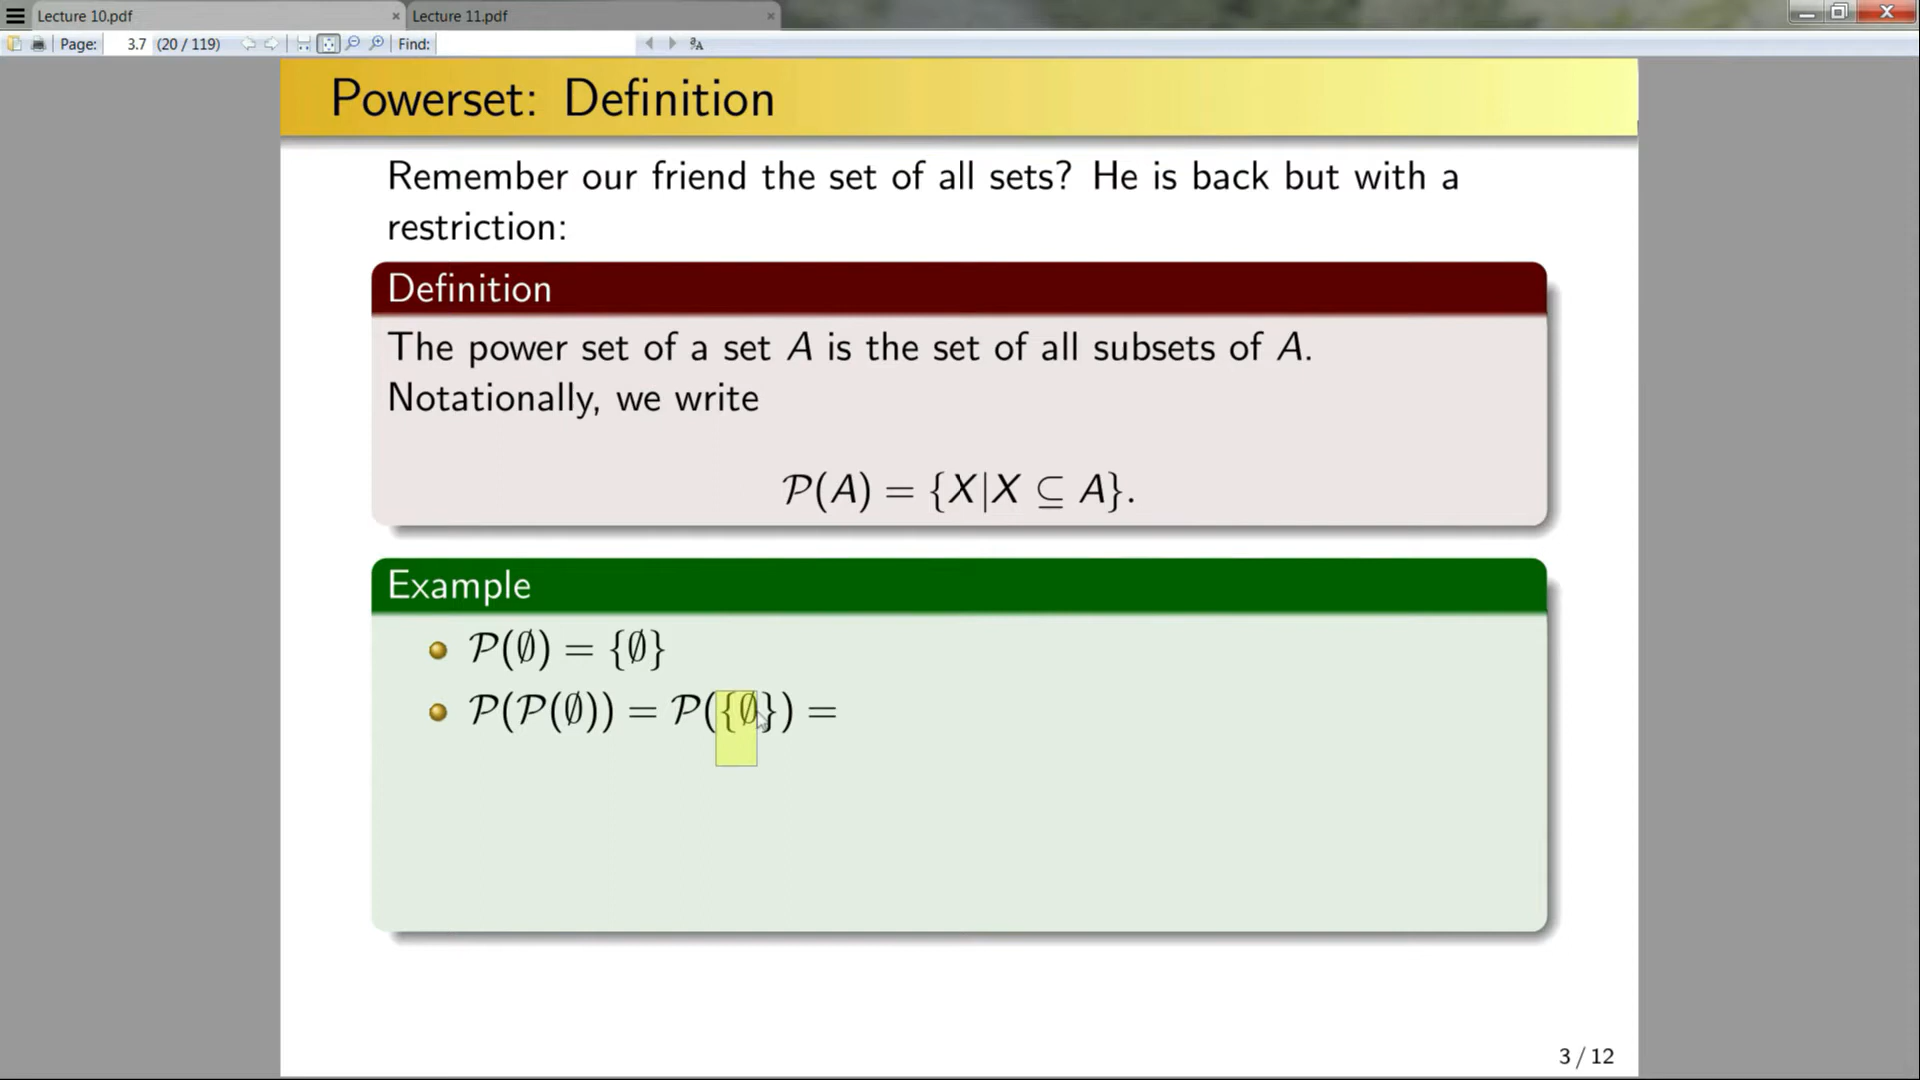 Lecture 10.pdf
Lecture 11.pdf
Page: 3.7 (20 / 119) Find:
Powerset: Definition
Remember our friend the set of all sets? He is back but with a
restriction:
Definition
The power set of a set A is the set of all subsets of A.
Notationally, we write
𝒫(A) = {X|X ⊆ A}.
Example
𝒫(∅) = {∅}
𝒫(𝒫(∅)) = 𝒫({∅}) =
3 / 12